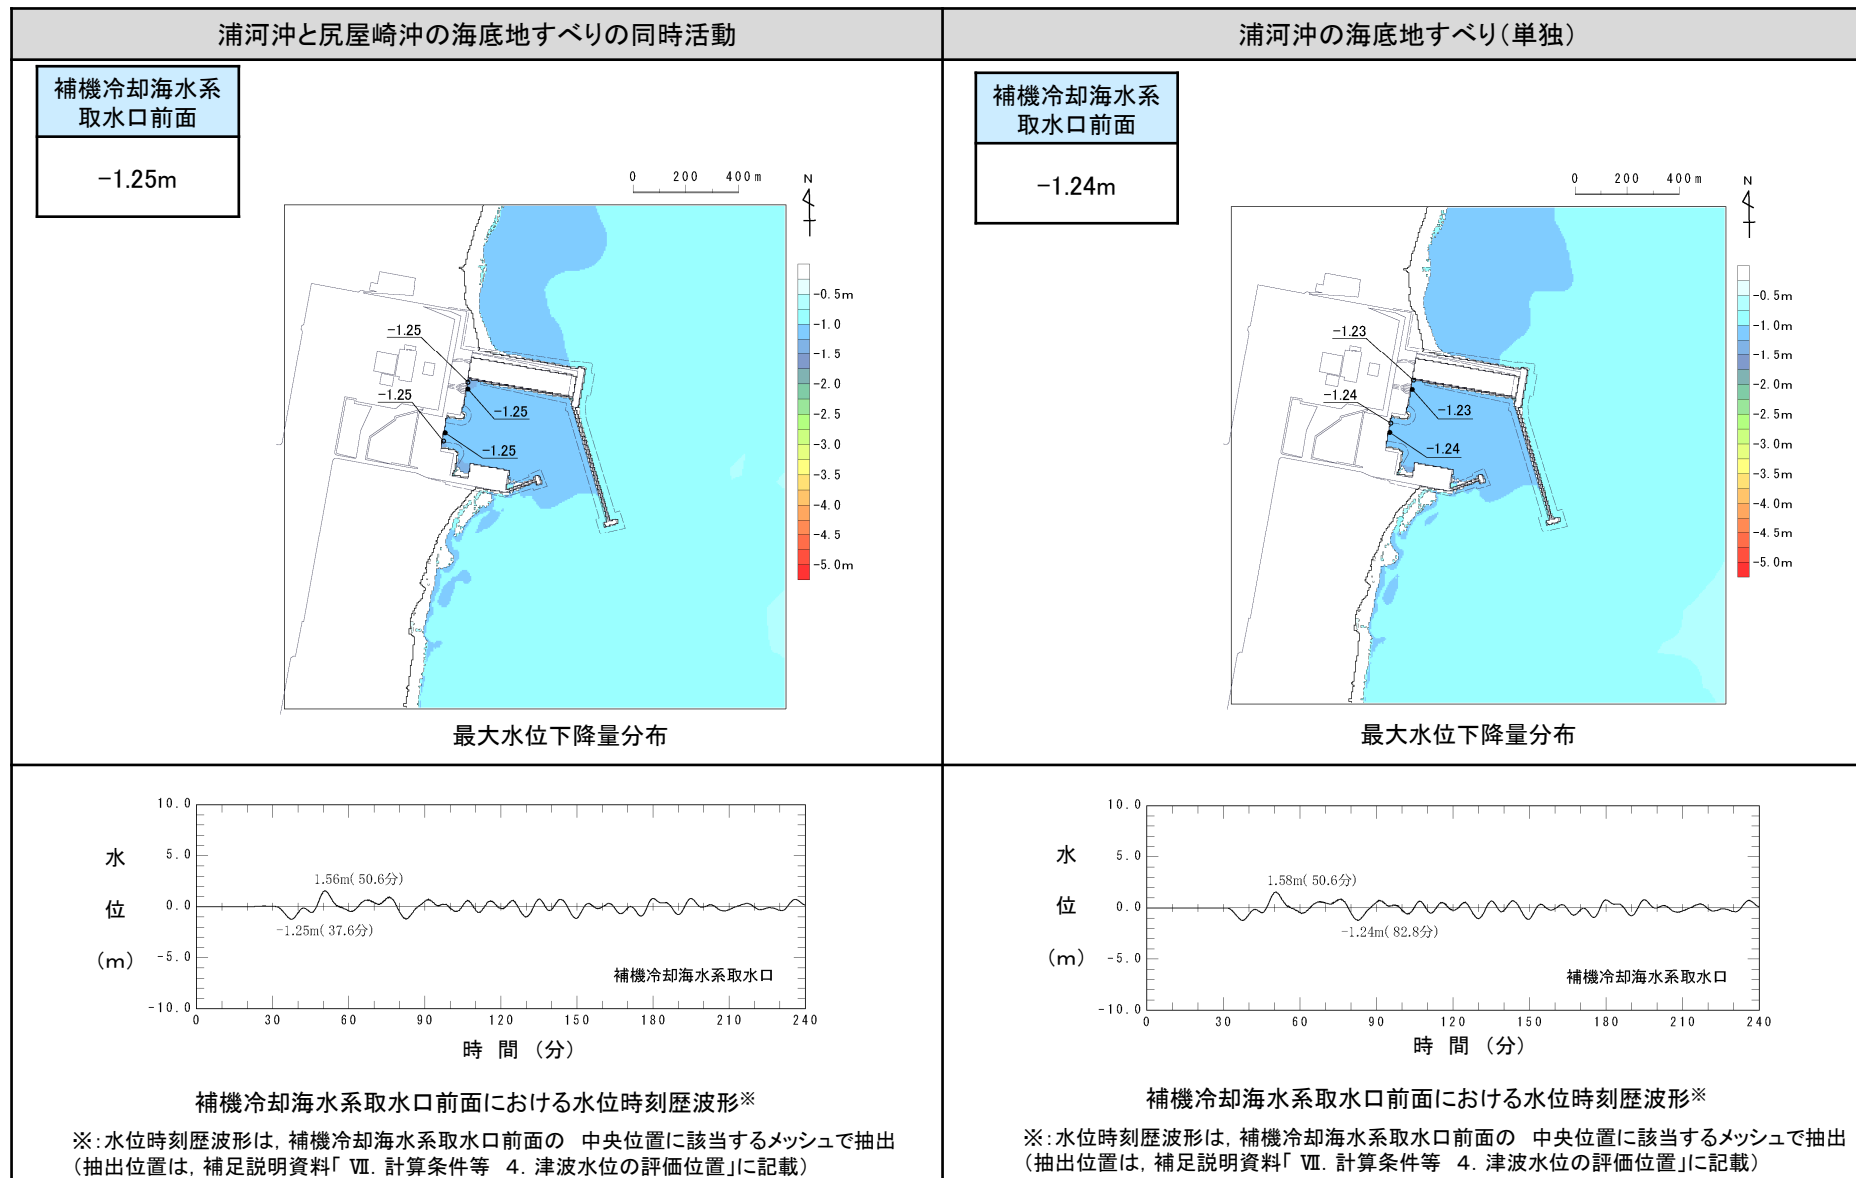 浦河沖と尻屋崎沖の海底地すべりの同時活動
補機冷却海水系
取水口前面
-1.25m
0 200 400m
N
-0.5m
-1.0
-1.5
-2.0
-2.5
-3.0
-3.5
-4.0
-4.5
-5.0m
-1.25
-1.25
-1.25
-1.25
最大水位下降量分布
10.0
5.0
0.0
-5.0
-10.0
水
位
(m)
1.56m( 50.6分)
-1.25m( 37.6分)
補機冷却海水系取水口
0 30 60 90 120 150 180 210 240
時 間 (分)
補機冷却海水系取水口前面における水位時刻歴波形※
※:水位時刻歴波形は,補機冷却海水系取水口前面の 中央位置に該当するメッシュで抽出
(抽出位置は,補足説明資料「 Ⅶ. 計算条件等 4. 津波水位の評価位置」に記載)
浦河沖の海底地すべり(単独)
補機冷却海水系
取水口前面
-1.24m
0 200 400m
N
-0.5m
-1.0m
-1.5m
-2.0m
-2.5m
-3.0m
-3.5m
-4.0m
-4.5m
-5.0m
-1.23
-1.24
-1.23
-1.24
最大水位下降量分布
10.0
5.0
0.0
-5.0
-10.0
水
位
(m)
1.58m( 50.6分)
-1.24m( 82.8分)
補機冷却海水系取水口
0 30 60 90 120 150 180 210 240
時 間 (分)
補機冷却海水系取水口前面における水位時刻歴波形※
※:水位時刻歴波形は,補機冷却海水系取水口前面の 中央位置に該当するメッシュで抽出
(抽出位置は,補足説明資料「 Ⅶ. 計算条件等 4. 津波水位の評価位置」に記載)